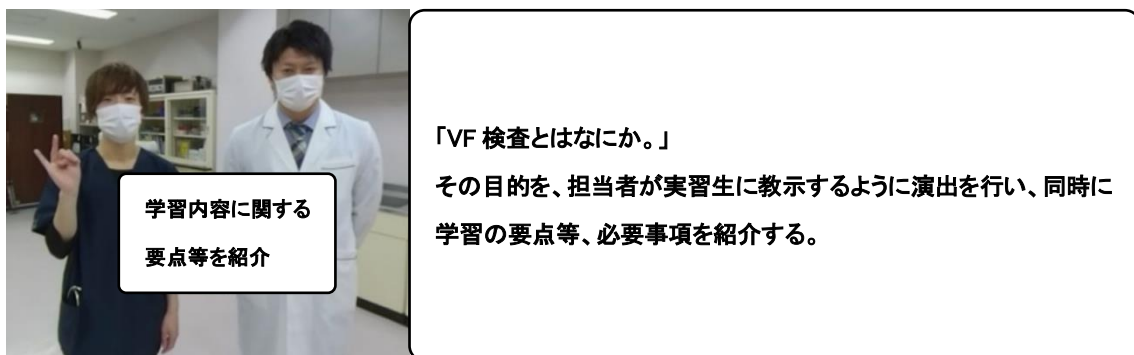 学習内容に関する
要点等を紹介
「VF 検査とはなにか。」
その目的を、担当者が実習生に教示するように演出を行い、同時に
学習の要点等、必要事項を紹介する。